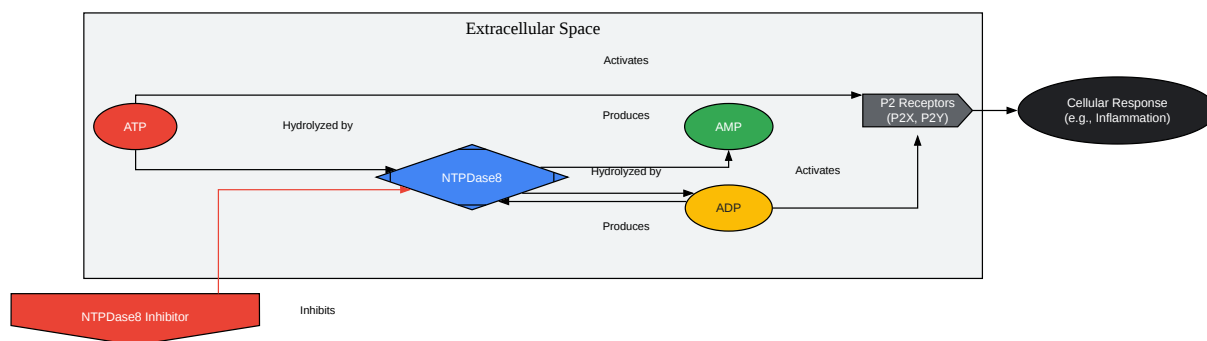 Extracellular Space
Activates
P2 Receptors
(P2X, P2Y)
Cellular Response
(e.g., Inflammation)
ATP
Hydrolyzed by
Produces
AMP
NTPDase8
Hydrolyzed by
Activates
ADP
Produces
NTPDase8 Inhibitor
Inhibits